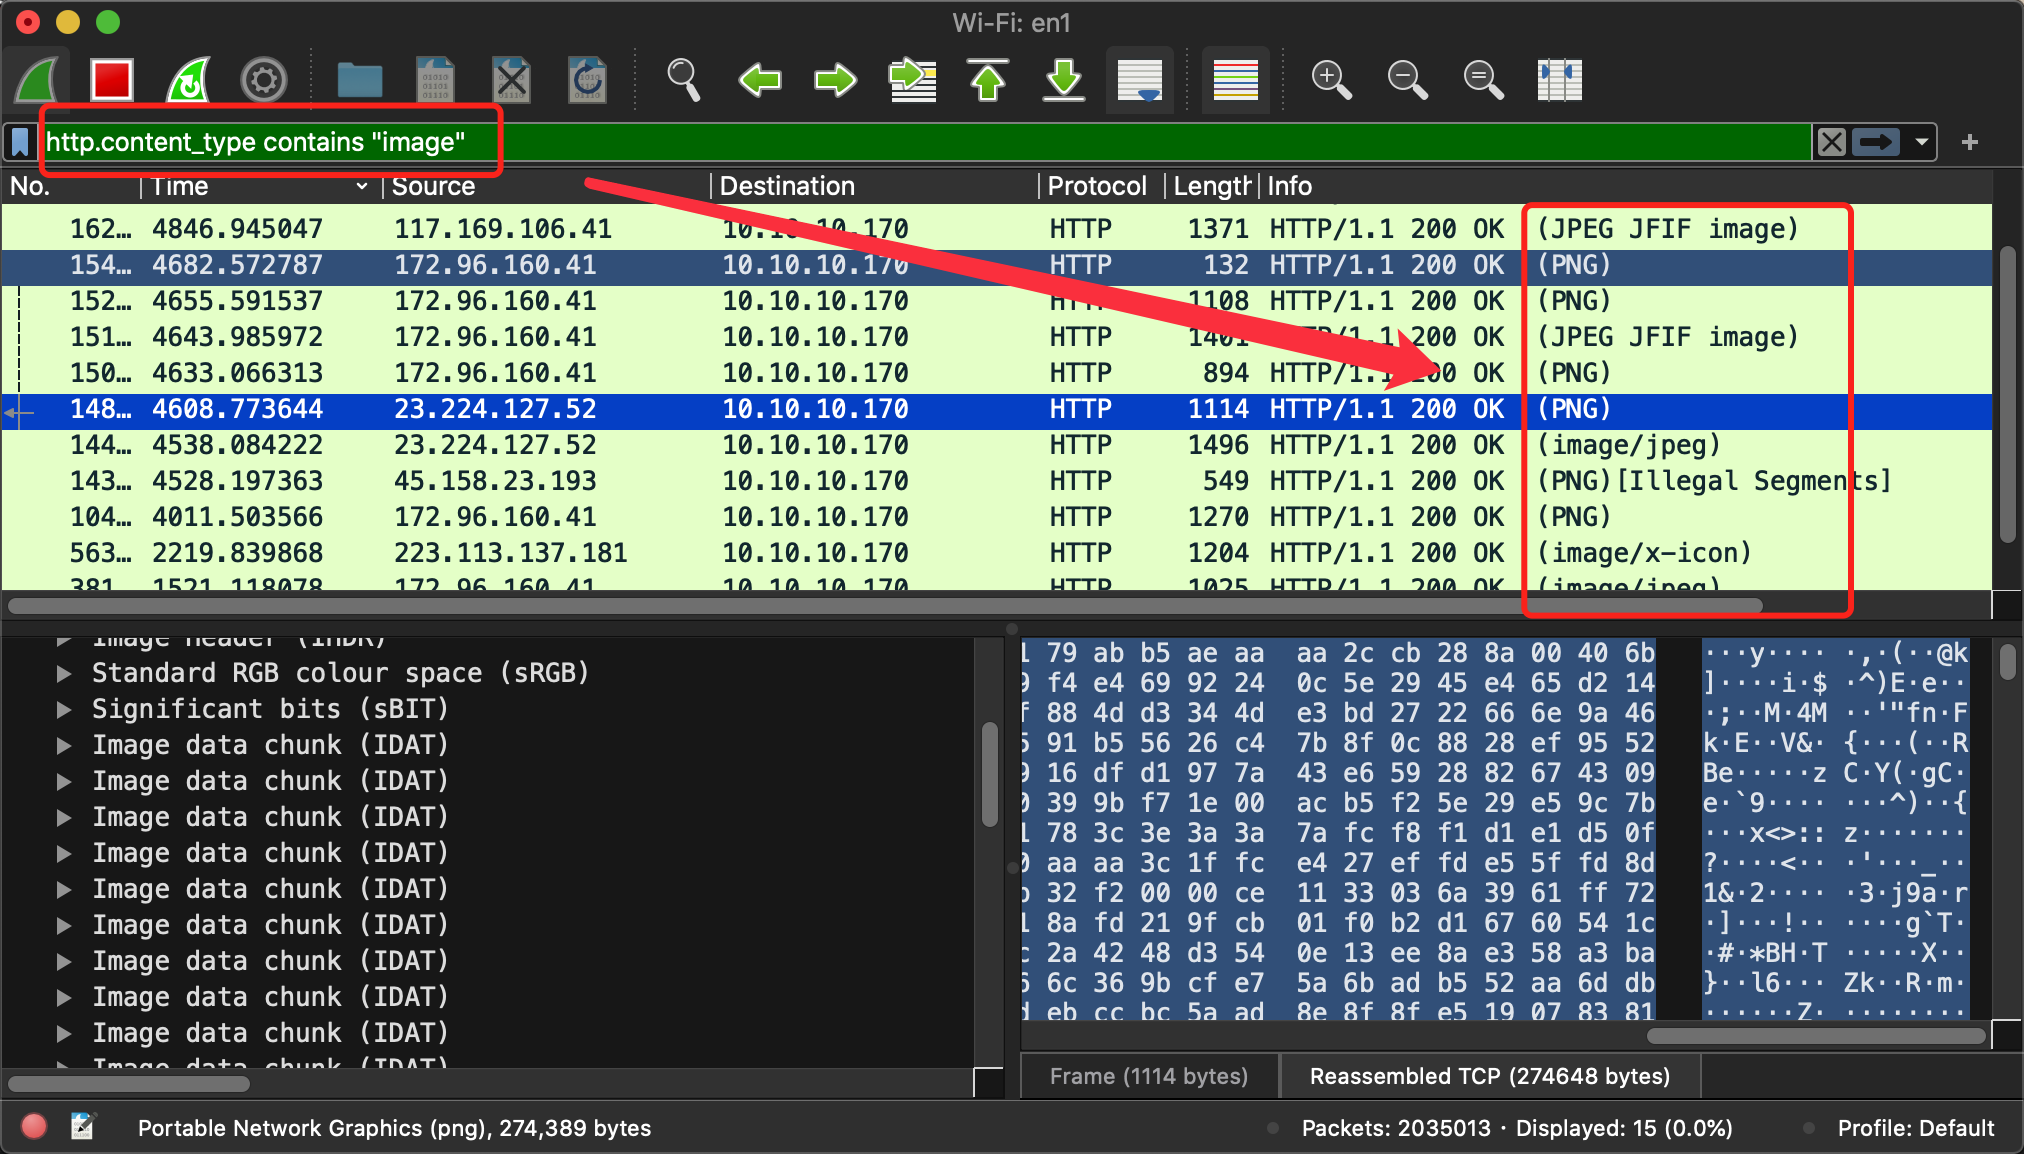 Wi-Fi: en1
http.content_type contains "image"
No. Time Source Destination Protocol Length Info
162… 4846.945047 117.169.106.41 10.10.10.170 HTTP 1371 HTTP/1.1 200 OK (JPEG JFIF image)
154… 4682.572787 172.96.160.41 10.10.10.170 HTTP 132 HTTP/1.1 200 OK (PNG)
152… 4655.591537 172.96.160.41 10.10.10.170 HTTP 1108 HTTP/1.1 200 OK (PNG)
151… 4643.985972 172.96.160.41 10.10.10.170 HTTP 1401 HTTP/1.1 200 OK (JPEG JFIF image)
150… 4633.066313 172.96.160.41 10.10.10.170 HTTP 894 HTTP/1.1 200 OK (PNG)
148… 4608.773644 23.224.127.52 10.10.10.170 HTTP 1114 HTTP/1.1 200 OK (PNG)
144… 4538.084222 23.224.127.52 10.10.10.170 HTTP 1496 HTTP/1.1 200 OK (image/jpeg)
143… 4528.197363 45.158.23.193 10.10.10.170 HTTP 549 HTTP/1.1 200 OK (PNG)[Illegal Segments]
104… 4011.503566 172.96.160.41 10.10.10.170 HTTP 1270 HTTP/1.1 200 OK (PNG)
563… 2219.839868 223.113.137.181 10.10.10.170 HTTP 1204 HTTP/1.1 200 OK (image/x-icon)
381… 1521.118078 172.96.160.41 10.10.10.170 HTTP 1025 HTTP/1.1 200 OK (image/jpeg)
Image header (IHDR)
Standard RGB colour space (sRGB)
Significant bits (sBIT)
Image data chunk (IDAT)
Image data chunk (IDAT)
Image data chunk (IDAT)
Image data chunk (IDAT)
Image data chunk (IDAT)
Image data chunk (IDAT)
Image data chunk (IDAT)
Image data chunk (IDAT)
Image data chunk (IDAT)
Image data chunk (IDAT)
79 ab b5 ae aa aa 2c cb 28 8a 00 40 6b ···y···· ·,·(··@k
f4 e4 69 92 24 0c 5e 29 45 e4 65 d2 14 ]····i·$ ·^)E·e··
88 4d d3 34 4d e3 bd 27 22 66 6e 9a 46 ·;··M·4M ··'"fn·F
91 b5 56 26 c4 7b 8f 0c 88 28 ef 95 52 k·E··V&· {···(··R
16 df d1 97 7a 43 e6 59 28 82 67 43 09 Be·····z C·Y(·gC·
39 9b f7 1e 00 ac b5 f2 5e 29 e5 9c 7b e·`9···· ···^)··{
78 3c 3e 3a 3a 7a fc f8 f1 d1 e1 d5 0f ···x<>:: z·······
aa aa 3c 1f fc e4 27 ef fd e5 5f fd 8d ?····<·· ·'···_··
32 f2 00 00 ce 11 33 03 6a 39 61 ff 72 1&·2···· ·3·j9a·r
8a fd 21 9f cb 01 f0 b2 d1 67 60 54 1c ·]···!·· ····g`T·
2a 42 48 d3 54 0e 13 ee 8a e3 58 a3 ba ·#·*BH·T ·····X··
6c 36 9b cf e7 5a 6b ad b5 52 aa 6d db }··l6··· Zk··R·m·
eb cc bc 5a ad 8e 8f 8f e5 19 07 83 81 ······Z· ········
Frame (1114 bytes) Reassembled TCP (274648 bytes)
Portable Network Graphics (png), 274,389 bytes Packets: 2035013 · Displayed: 15 (0.0%) Profile: Default